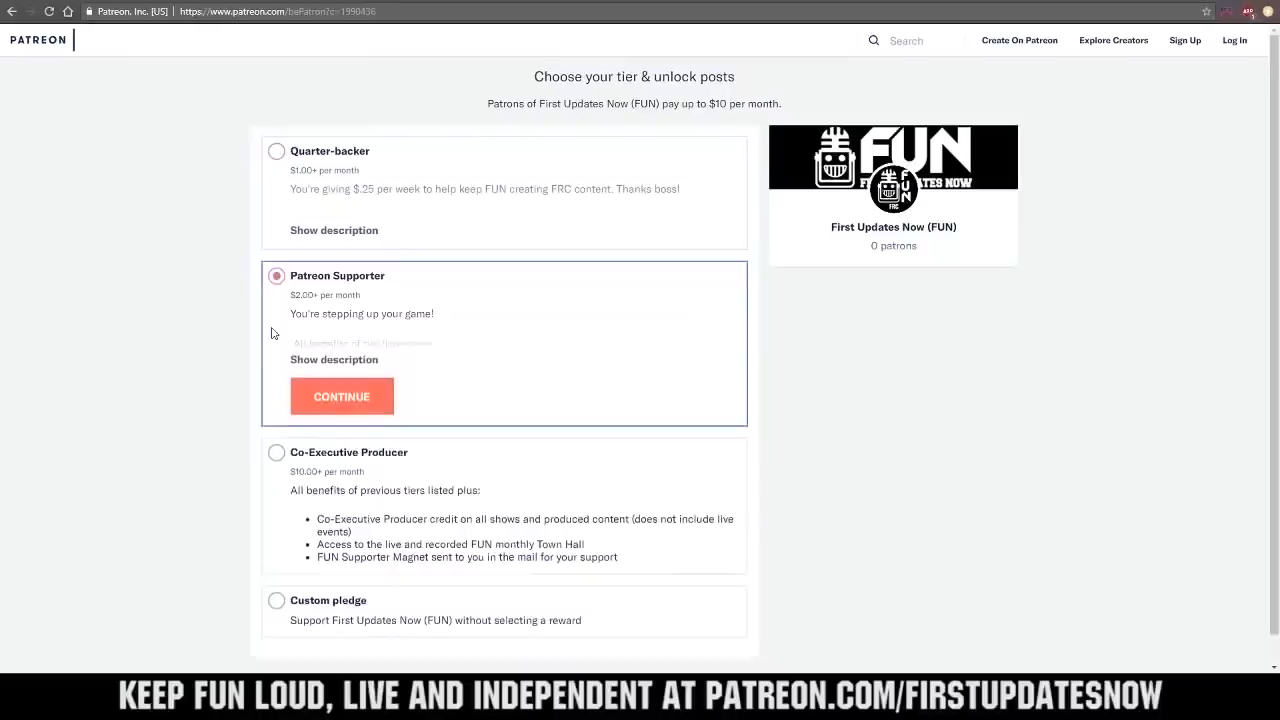 Patreon, Inc. [US] | https://www.patreon.com/bePatron?c=1990436
PATREON
Search
Create On Patreon
Explore Creators
Sign Up
Log In
Choose your tier & unlock posts
Patrons of First Updates Now (FUN) pay up to $10 per month.
Quarter-backer
$1.00+ per month
You're giving $.25 per week to help keep FUN creating FRC content. Thanks boss!
Show description
Patreon Supporter
$2.00+ per month
You're stepping up your game!
Show description
CONTINUE
Co-Executive Producer
$10.00+ per month
All benefits of previous tiers listed plus:
• Co-Executive Producer credit on all shows and produced content (does not include live
events)
• Access to the live and recorded FUN monthly Town Hall
• FUN Supporter Magnet sent to you in the mail for your support
Custom pledge
Support First Updates Now (FUN) without selecting a reward
FUN
TES NOW
FUN
FRC
First Updates Now (FUN)
0 patrons
KEEP FUN LOUD, LIVE AND INDEPENDENT AT PATREON.COM/FIRSTUPDATESNOW